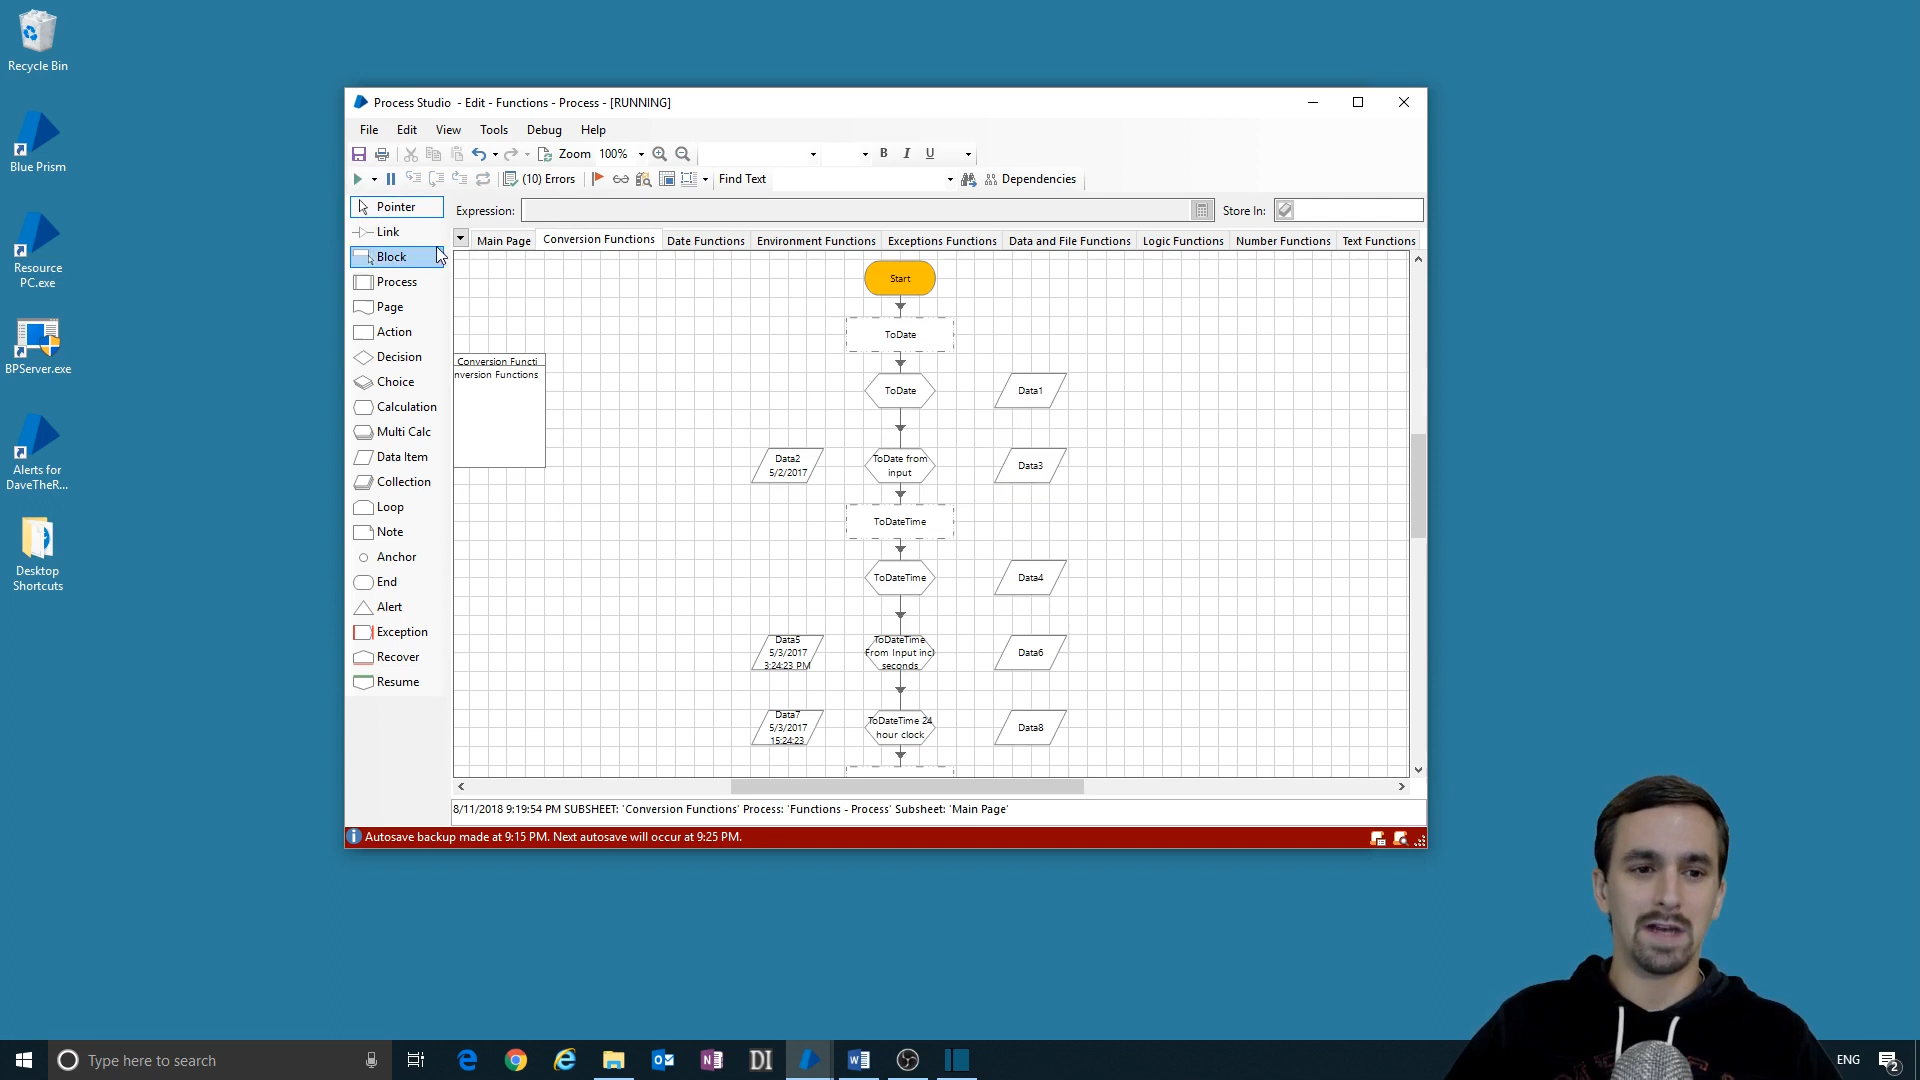 Recycle Bin
Blue Prism
Resource
PC.exe
BPServer.exe
Alerts for
DaveTheR...
Desktop
Shortcuts
Process Studio - Edit - Functions - Process - [RUNNING]
File Edit View Tools Debug Help
Zoom 100% B I U
(10) Errors Find Text Dependencies
Pointer
Link
Block
Process
Page
Action
Decision
Choice
Calculation
Multi Calc
Data Item
Collection
Loop
Note
Anchor
End
Alert
Exception
Recover
Resume
Expression: Store In:
Main Page Conversion Functions Date Functions Environment Functions Exceptions Functions Data and File Functions Logic Functions Number Functions Text Functions
Start
ToDate
Conversion Functi
nversion Functions
ToDate Data1
Data2
5/2/2017
ToDate from
input
Data3
ToDateTime
ToDateTime Data4
Data5
5/3/2017
3:24:23 PM
ToDateTime
From Input incl
seconds
Data6
Data7
5/3/2017
15:24:23
ToDateTime 24
hour clock
Data8
8/11/2018 9:19:54 PM SUBSHEET: 'Conversion Functions' Process: 'Functions - Process' Subsheet: 'Main Page'
Autosave backup made at 9:15 PM. Next autosave will occur at 9:25 PM.
Type here to search
DI
ENG
2